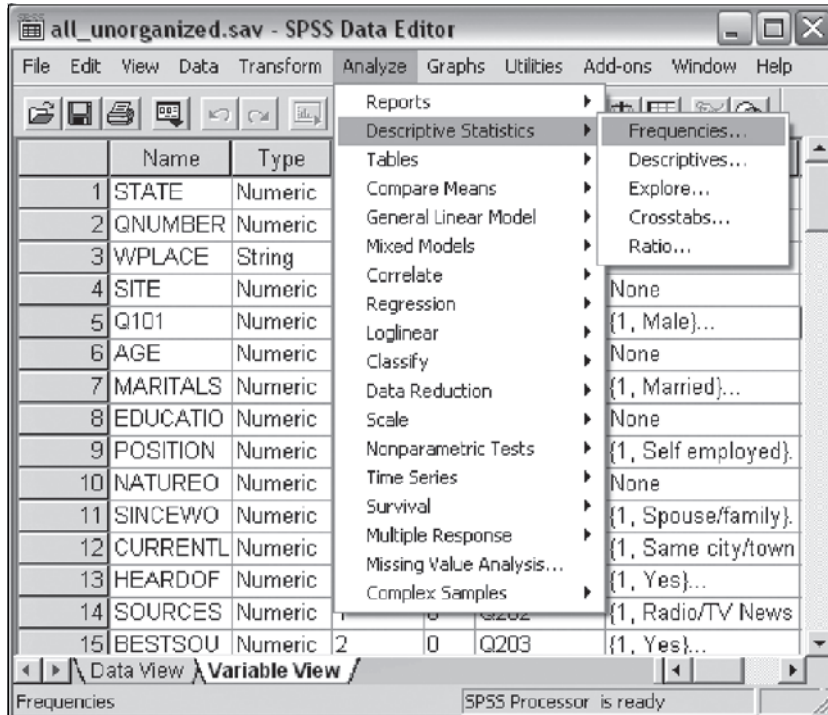 all_unorganized.sav - SPSS Data Editor
File Edit View Data Transform Analyze Graphs Utilities Add-ons Window Help
Reports
Descriptive Statistics
Tables
Compare Means
General Linear Model
Mixed Models
Correlate
Regression
Loglinear
Classify
Data Reduction
Scale
Nonparametric Tests
Time Series
Survival
Multiple Response
Missing Value Analysis...
Complex Samples
Frequencies...
Descriptives...
Explore...
Crosstabs...
Ratio...
Name Type
1 STATE Numeric
2 QNUMBER Numeric
3 WPLACE String
4 SITE Numeric None
5 Q101 Numeric {1, Male}...
6 AGE Numeric None
7 MARITALS Numeric {1, Married}...
8 EDUCATIO Numeric None
9 POSITION Numeric {1, Self employed}.
10 NATUREO Numeric None
11 SINCEWO Numeric {1, Spouse/family}.
12 CURRENTL Numeric {1, Same city/town
13 HEARDOF Numeric {1, Yes}...
14 SOURCES Numeric {1, Radio/TV News
15 BESTSOU Numeric 2 0 Q203 {1, Yes}...
Data View Variable View
Frequencies SPSS Processor is ready